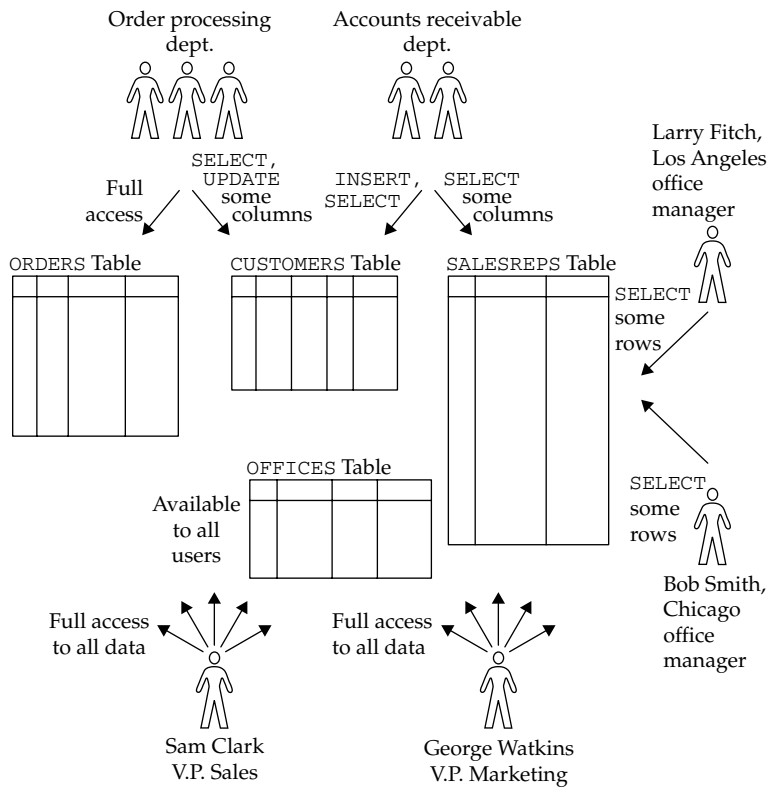 Order processing
dept.
Accounts receivable
dept.
Larry Fitch,
Los Angeles
office
manager
Full
access
SELECT,
UPDATE
some
columns
INSERT,
SELECT
SELECT
some
columns
ORDERS Table
CUSTOMERS Table
SALESREPS Table
SELECT
some
rows
OFFICES Table
Available
to all
users
SELECT
some
rows
Bob Smith,
Chicago
office
manager
Full access
to all data
Full access
to all data
Sam Clark
V.P. Sales
George Watkins
V.P. Marketing